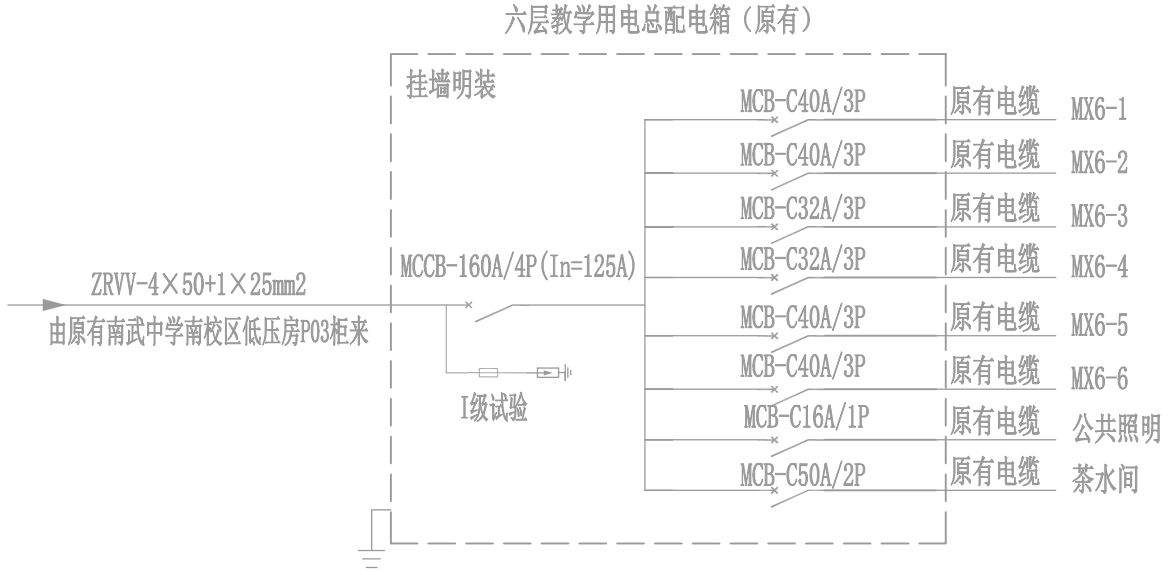 六层教学用电总配电箱（原有）
挂墙明装
MCB-C40A/3P 原有电缆 MX6-1
MCB-C40A/3P 原有电缆 MX6-2
MCB-C32A/3P 原有电缆 MX6-3
MCB-C32A/3P 原有电缆 MX6-4
MCCB-160A/4P(In=125A)
ZRVV-4×50+1×25mm2
由原有南武中学南校区低压房P03柜来
MCB-C40A/3P 原有电缆 MX6-5
MCB-C40A/3P 原有电缆 MX6-6
I级试验
MCB-C16A/1P 原有电缆 公共照明
MCB-C50A/2P 原有电缆 茶水间